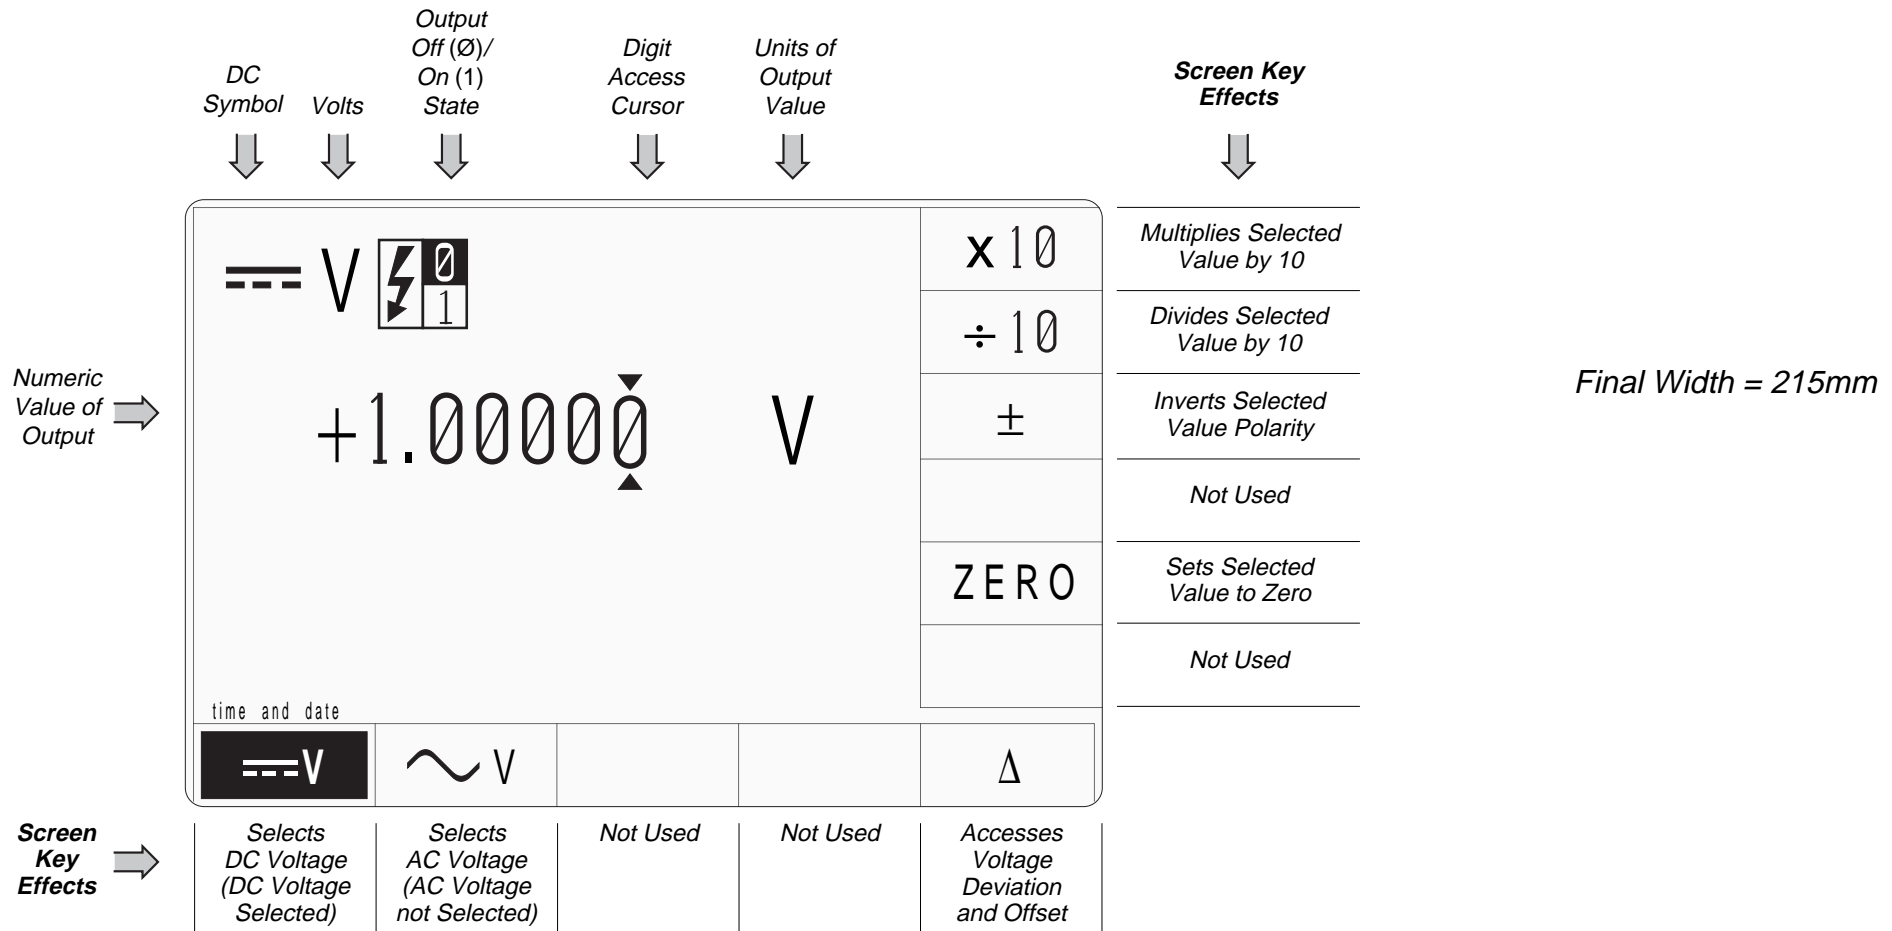 DC
Symbol
Volts
Output
Off (Ø)/
On (1)
State
Digit
Access
Cursor
Units of
Output
Value
Screen Key
Effects
V
0
1
x10
Multiplies Selected
Value by 10
÷10
Divides Selected
Value by 10
Numeric
Value of
Output
+1.00000 V
±
Inverts Selected
Value Polarity
Final Width = 215mm
Not Used
ZERO
Sets Selected
Value to Zero
Not Used
time and date
V
V
Δ
Screen
Key
Effects
Selects
DC Voltage
(DC Voltage
Selected)
Selects
AC Voltage
(AC Voltage
not Selected)
Not Used
Not Used
Accesses
Voltage
Deviation
and Offset